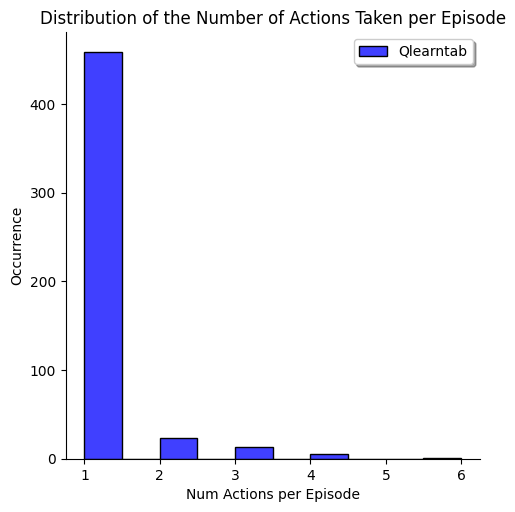 Distribution of the Number of Actions Taken per Episode
Qlearntab
400
300
200
100
0
Occurrence
1 2 3 4 5 6
Num Actions per Episode